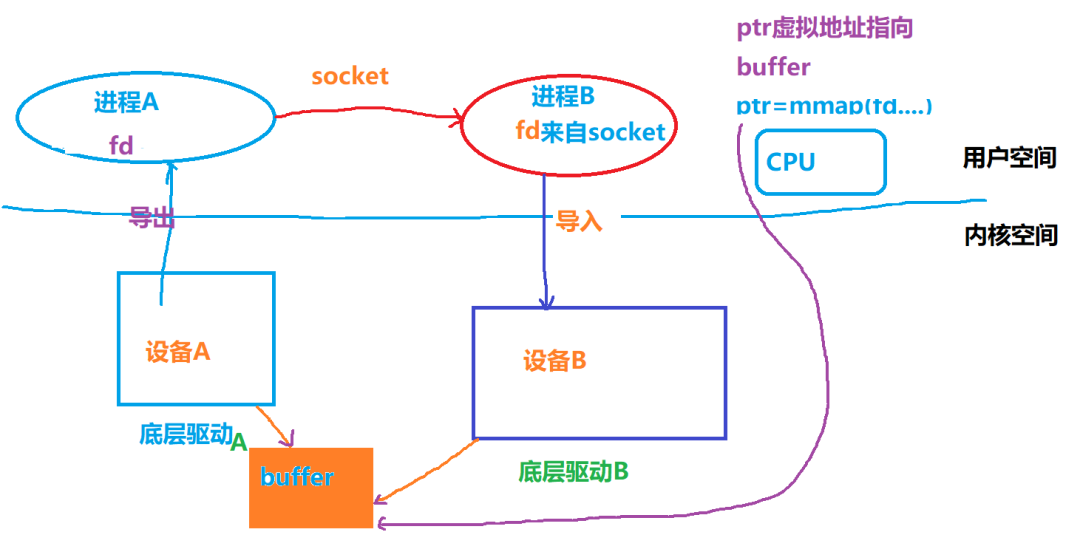 ptr虚拟地址指向
buffer
ptr=mmap(fd....)
socket
进程A
fd
进程B
fd来自socket
CPU
用户空间
导出
导入
内核空间
设备A
设备B
底层驱动A
底层驱动B
buffer